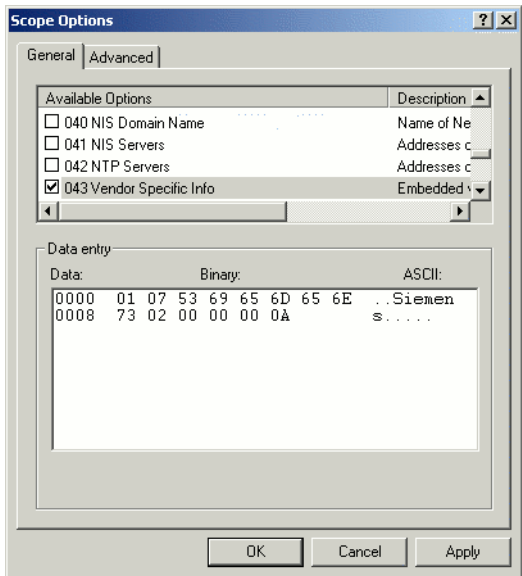 Scope Options
General Advanced
Available Options Description
040 NIS Domain Name Name of Ne
041 NIS Servers Addresses c
042 NTP Servers Addresses c
043 Vendor Specific Info Embedded v
Data entry
Data: Binary: ASCII:
0000 01 07 53 69 65 6D 65 6E ..Siemen
0008 73 02 00 00 00 0A s.....
OK Cancel Apply